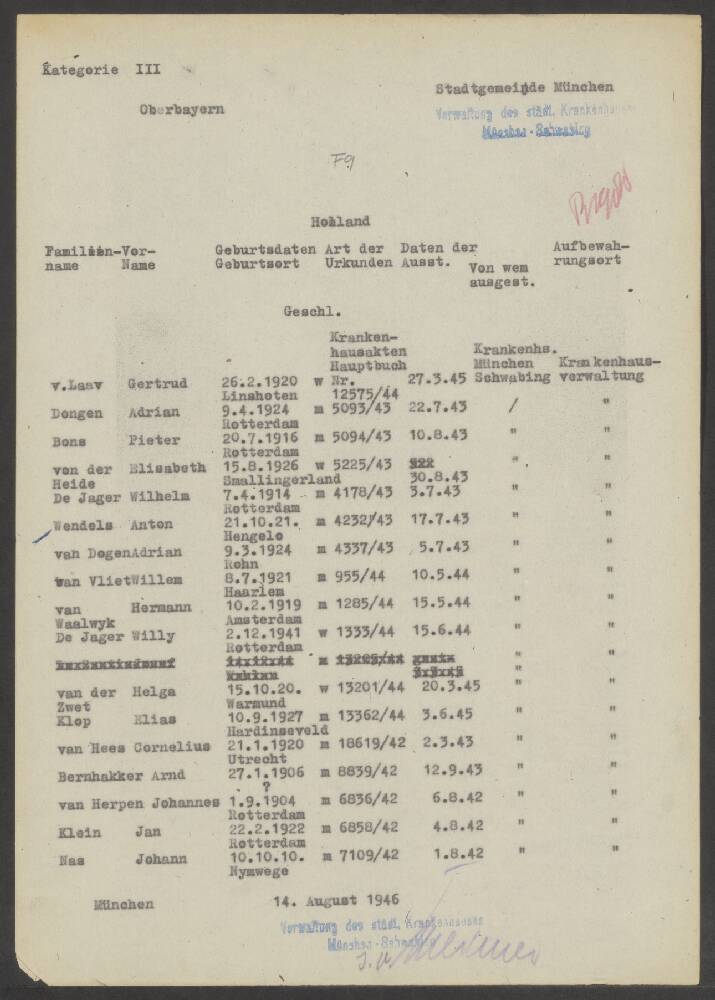 Kategorie III
Stadtgemeinde München
Oberbayern
Verwaltung des städt. Krankenhauses
München - Schwabing
F9
Holland
Familien-Vor- Geburtsdaten Art der Daten der Aufbewah-
name Name Geburtsort Urkunden Ausst. Von wem rungsort
ausgest.
Geschl.
Kranken-
hausakten Krankenhs.
Hauptbuch München Krankenhaus-
v.Laav Gertrud 26.2.1920 w Nr. 27.3.45 Schwabing verwaltung
Linshoten 12575/44
Dongen Adrian 9.4.1924 m 5093/43 22.7.43 / "
Rotterdam
Bons Pieter 20.7.1916 m 5094/43 10.8.43 " "
Rotterdam
von der Elisabeth 15.8.1926 w 5225/43 " "
Heide Smallingerland 30.8.43
De Jager Wilhelm 7.4.1914 m 4178/43 3.7.43 " "
Rotterdam
Wendels Anton 21.10.21. m 4232/43 17.7.43 " "
Hengelo
van DogenAdrian 9.3.1924 m 4337/43 5.7.43 " "
Rohn
van VlietWillem 8.7.1921 m 955/44 10.5.44 " "
Haarlem
van Hermann 10.2.1919 m 1285/44 15.5.44 " "
Waalwyk Amsterdam
De Jager Willy 2.12.1941 w 1333/44 15.6.44 " "
Rotterdam
m " "
"
van der Helga 15.10.20. w 13201/44 20.3.45 " "
Zwet Warmund
Klop Elias 10.9.1927 m 13362/44 3.6.45 " "
Hardinseveld
van Hees Cornelius 21.1.1920 m 18619/42 2.3.43 " "
Utrecht
Bernhakker Arnd 27.1.1906 m 8839/42 12.9.43 " "
?
van Herpen Johannes 1.9.1904 m 6836/42 6.8.42 " "
Rotterdam
Klein Jan 22.2.1922 m 6858/42 4.8.42 " "
Rotterdam
Nas Johann 10.10.10. m 7109/42 1.8.42 " "
Nymwege
München 14. August 1946
Verwaltung des städt. Krankenhauses
München - Schwabing